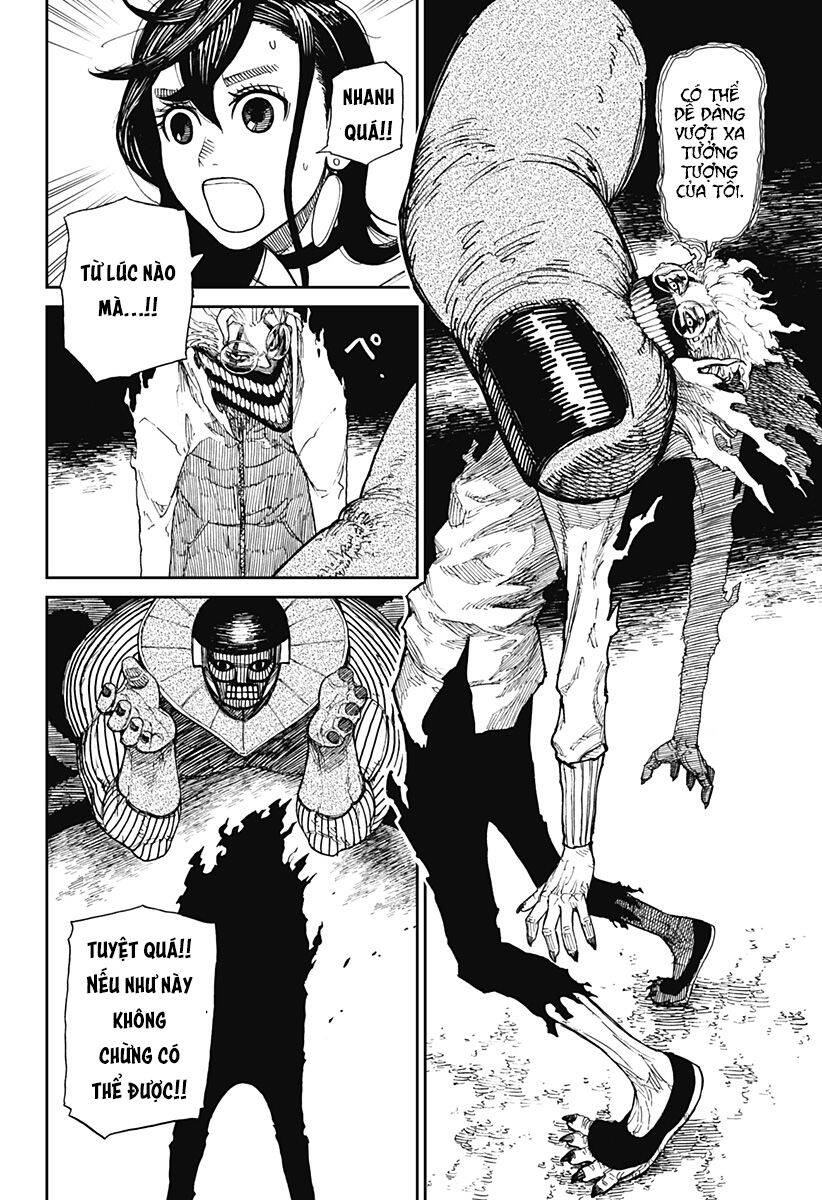 CÓ THỂ
DỄ DÀNG
VƯỢT XA
TƯỞNG
TƯỢNG
CỦA TÔI.
NHANH
QUÁ!!
TỪ LÚC NÀO
MÀ...!!
ペ
TUYỆT QUÁ!!
NẾU NHƯ NÀY
KHÔNG
CHỪNG CÓ
THỂ ĐƯỢC!!